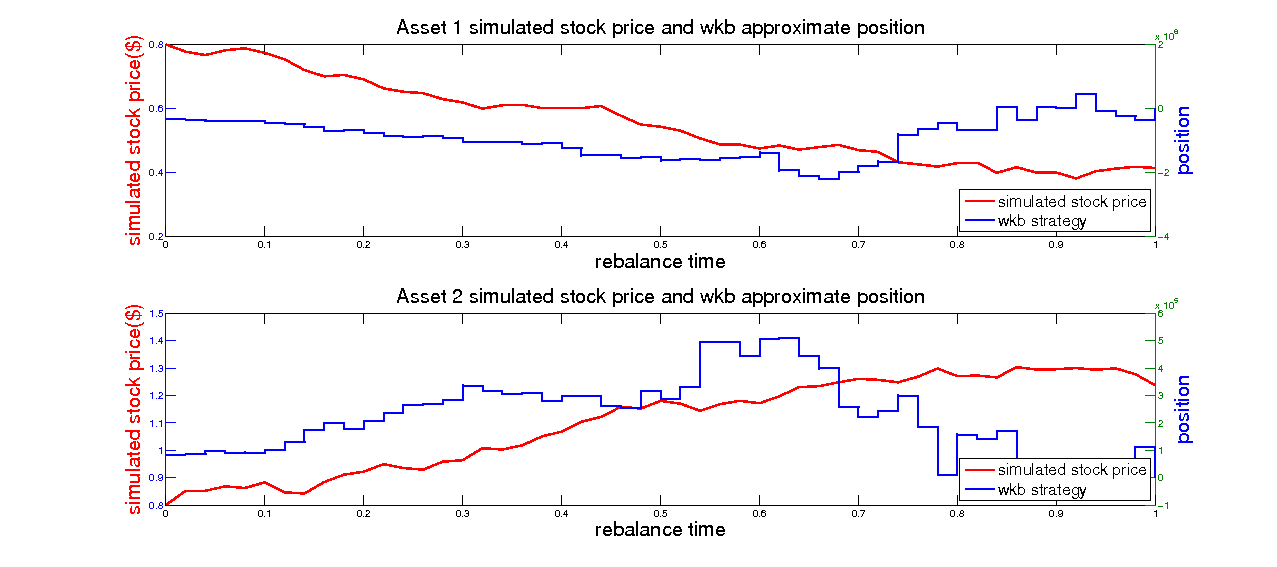 Asset 1 simulated stock price and wkb approximate position
simulated stock price($)
0.8
0.6
0.4
0.2
2
0
-2
-4
position
simulated stock price
wkb strategy
0 0.1 0.2 0.3 0.4 0.5 0.6 0.7 0.8 0.9 1
rebalance time
Asset 2 simulated stock price and wkb approximate position
simulated stock price($)
1.5
1.4
1.3
1.2
1.1
1
0.9
0.8
6
5
4
3
2
1
0
-1
position
simulated stock price
wkb strategy
0 0.1 0.2 0.3 0.4 0.5 0.6 0.7 0.8 0.9 1
rebalance time